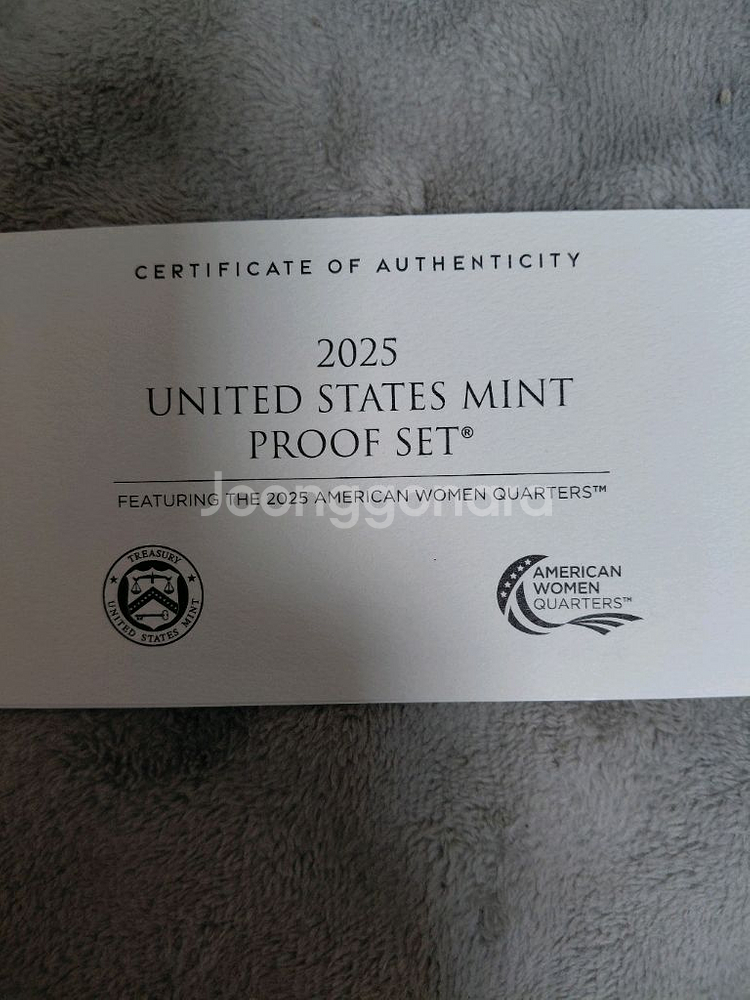 CERTIFICATE OF AUTHENTICITY
2025
UNITED STATES MINT
PROOF SET®
FEATURING THE 2025 AMERICAN WOMEN QUARTERS™
Joonggonara
TREASURY
UNITED STATES MINT
AMERICAN
WOMEN
QUARTERS™